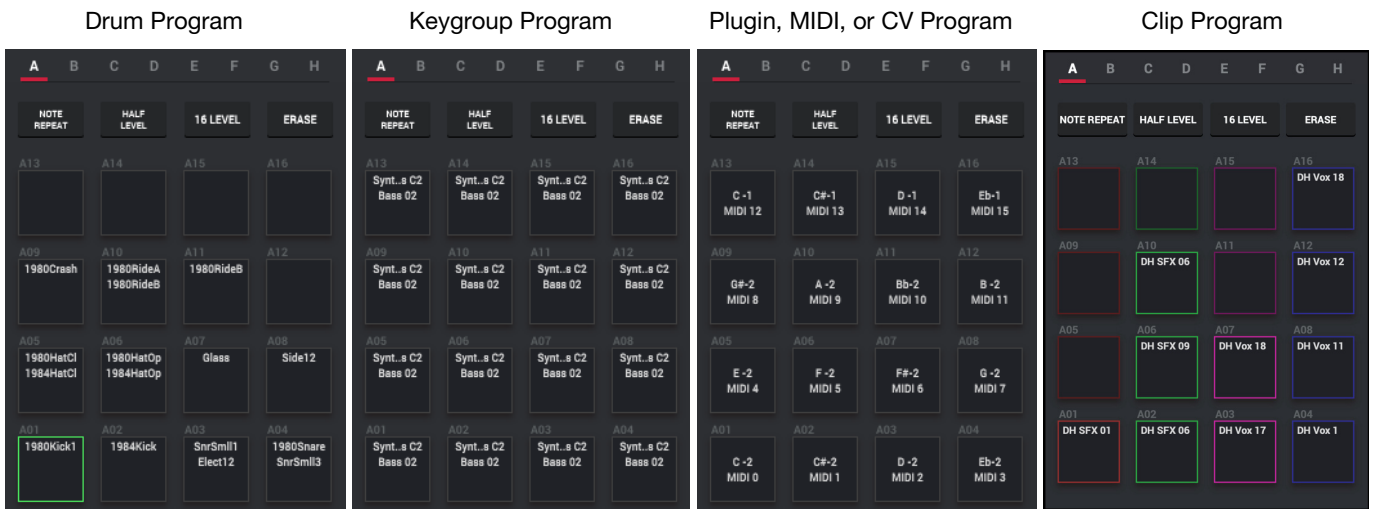 Drum Program
A B C D E F G H
NOTE REPEAT HALF LEVEL 16 LEVEL ERASE
A13 A14 A15 A16
A09 A10 A11 A12
1980Crash 1980RideA 1980RideB
1980RideB
A05 A06 A07 A08
1980HatCl 1980HatOp Glass Side12
1984HatCl 1984HatOp
A01 A02 A03 A04
1980Kick1 1984Kick SnrSmll1 1980Snare
Elect12 SnrSmll3
Keygroup Program
A B C D E F G H
NOTE REPEAT HALF LEVEL 16 LEVEL ERASE
A13 A14 A15 A16
Synt..s C2 Synt..s C2 Synt..s C2 Synt..s C2
Bass 02 Bass 02 Bass 02 Bass 02
A09 A10 A11 A12
Synt..s C2 Synt..s C2 Synt..s C2 Synt..s C2
Bass 02 Bass 02 Bass 02 Bass 02
A05 A06 A07 A08
Synt..s C2 Synt..s C2 Synt..s C2 Synt..s C2
Bass 02 Bass 02 Bass 02 Bass 02
A01 A02 A03 A04
Synt..s C2 Synt..s C2 Synt..s C2 Synt..s C2
Bass 02 Bass 02 Bass 02 Bass 02
Plugin, MIDI, or CV Program
A B C D E F G H
NOTE REPEAT HALF LEVEL 16 LEVEL ERASE
A13 A14 A15 A16
C -1 C#-1 D -1 Eb-1
MIDI 12 MIDI 13 MIDI 14 MIDI 15
A09 A10 A11 A12
G#-2 A -2 Bb-2 B -2
MIDI 8 MIDI 9 MIDI 10 MIDI 11
A05 A06 A07 A08
E -2 F -2 F#-2 G -2
MIDI 4 MIDI 5 MIDI 6 MIDI 7
A01 A02 A03 A04
C -2 C#-2 D -2 Eb-2
MIDI 0 MIDI 1 MIDI 2 MIDI 3
Clip Program
A B C D E F G H
NOTE REPEAT HALF LEVEL 16 LEVEL ERASE
A13 A14 A15 A16
DH Vox 18
A09 A10 A11 A12
DH SFX 06 DH Vox 12
A05 A06 A07 A08
DH SFX 09 DH Vox 18 DH Vox 11
A01 A02 A03 A04
DH SFX 01 DH SFX 06 DH Vox 17 DH Vox 1